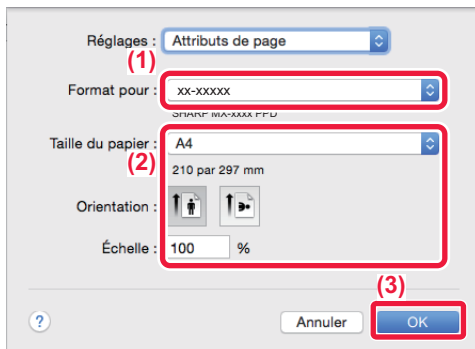 Réglages : Attributs de page
(1)
Format pour : xx-xxxxx
SHARP MX-xxxx PPD
Taille du papier : A4
(2)
210 par 297 mm
Orientation :
Échelle : 100 %
(3)
? Annuler OK